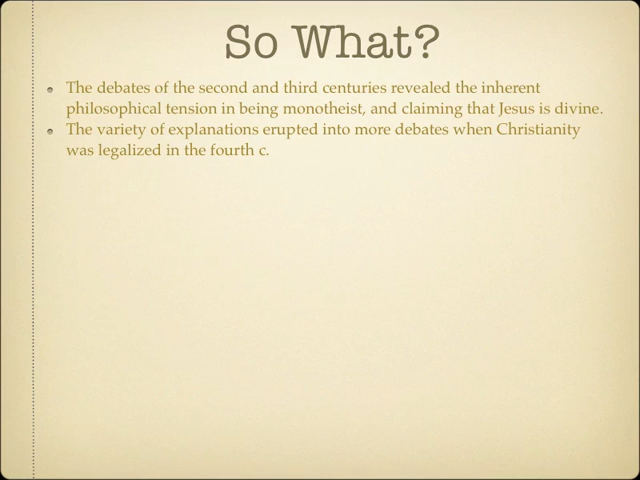 So What?
The debates of the second and third centuries revealed the inherent
philosophical tension in being monotheist, and claiming that Jesus is divine.
The variety of explanations erupted into more debates when Christianity
was legalized in the fourth c.